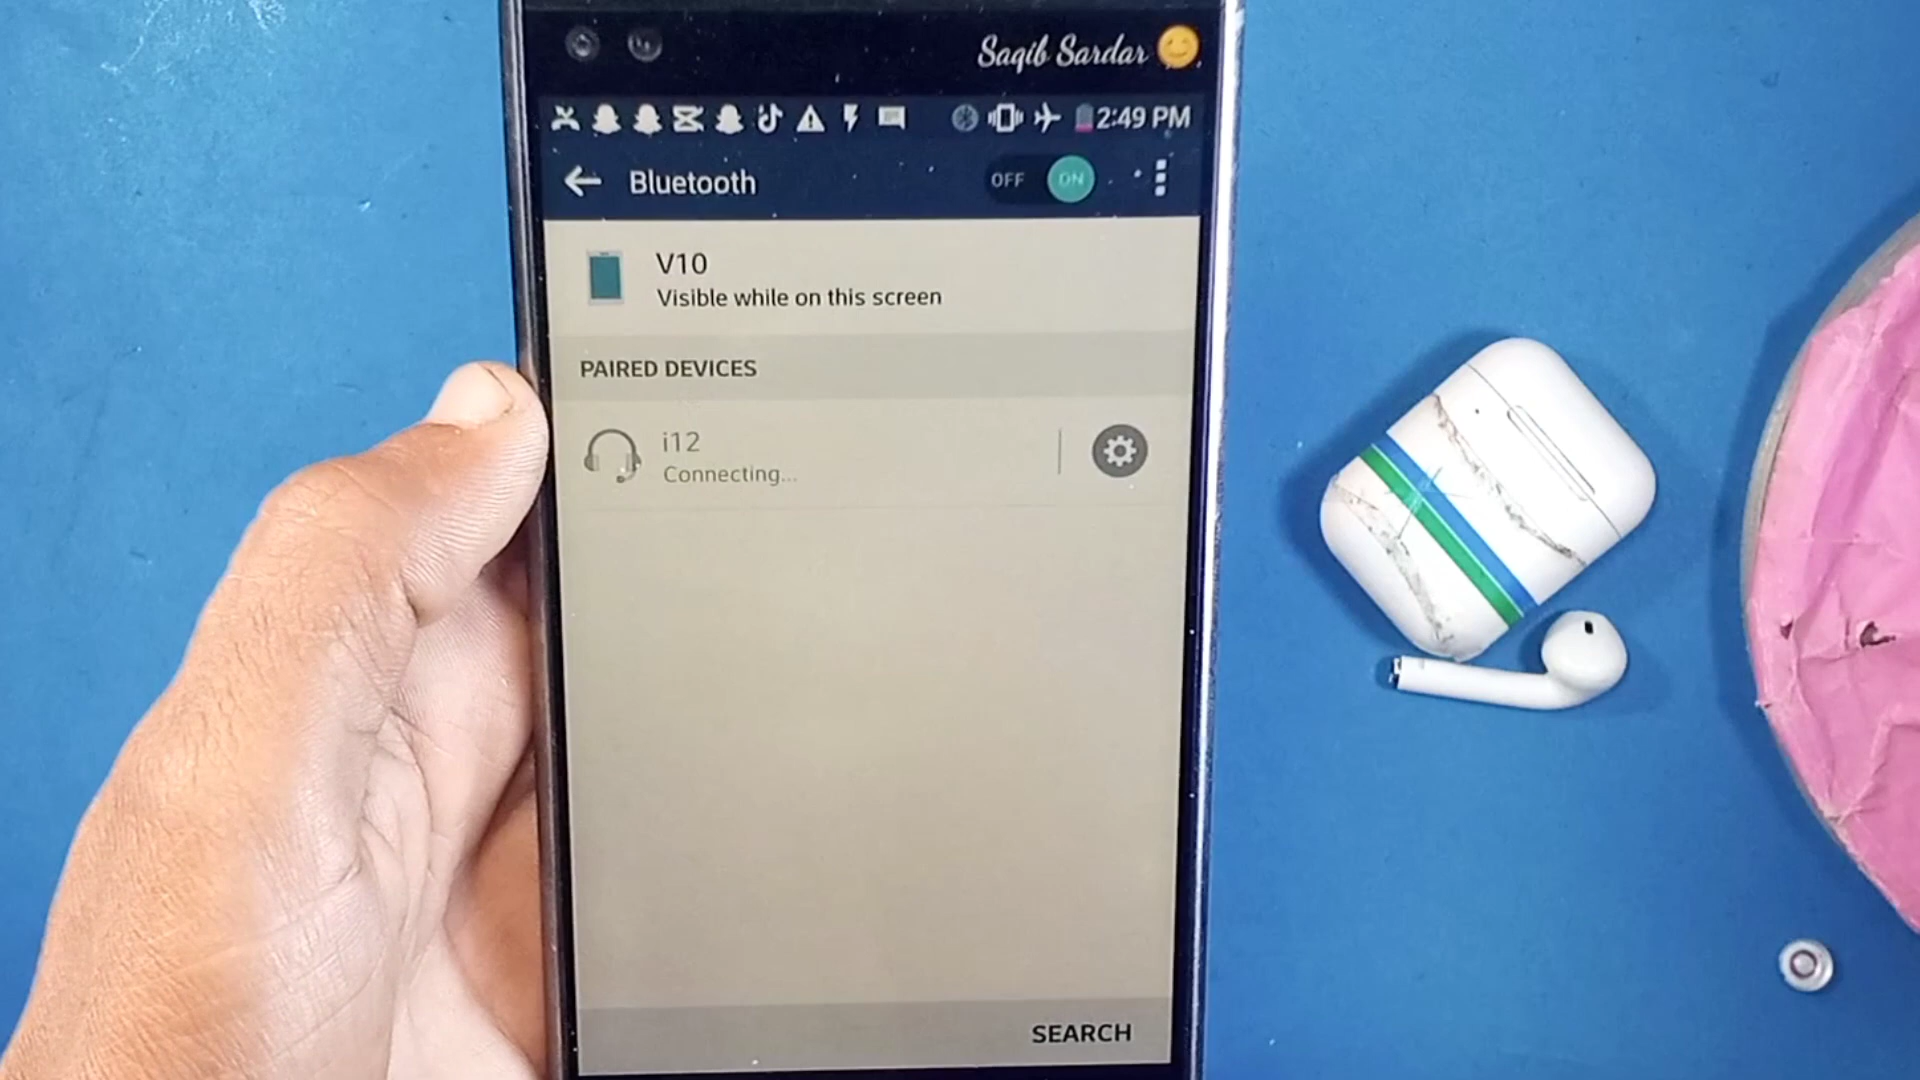 Saqib Sardar 😊
2:49 PM
Bluetooth
OFF ON
V10
Visible while on this screen
PAIRED DEVICES
i12
Connecting...
SEARCH